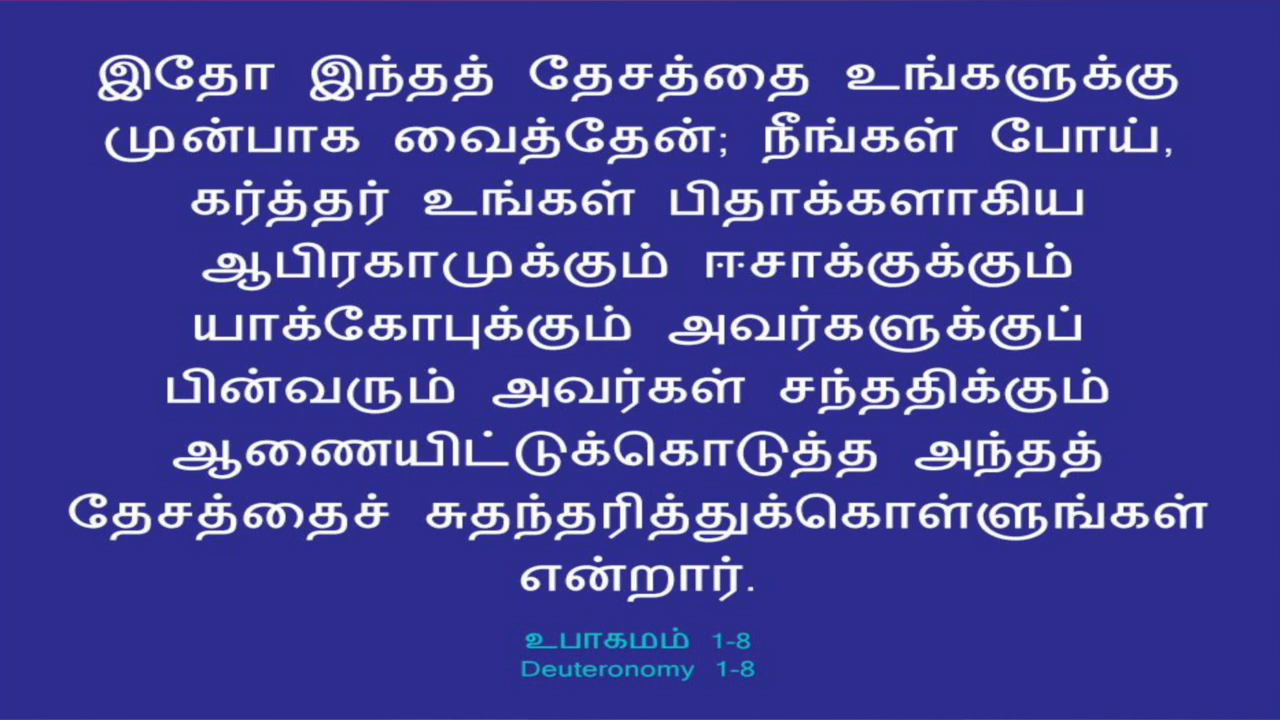 இதோ இந்தத் தேசத்தை உங்களுக்கு
முன்பாக வைத்தேன்; நீங்கள் போய்,
கர்த்தர் உங்கள் பிதாக்களாகிய
ஆபிரகாமுக்கும் ஈசாக்குக்கும்
யாக்கோபுக்கும் அவர்களுக்குப்
பின்வரும் அவர்கள் சந்ததிக்கும்
ஆணையிட்டுக்கொடுத்த அந்தத்
தேசத்தைச் சுதந்தரித்துக்கொள்ளுங்கள்
என்றார்.
உபாகமம் 1-8
Deuteronomy 1-8